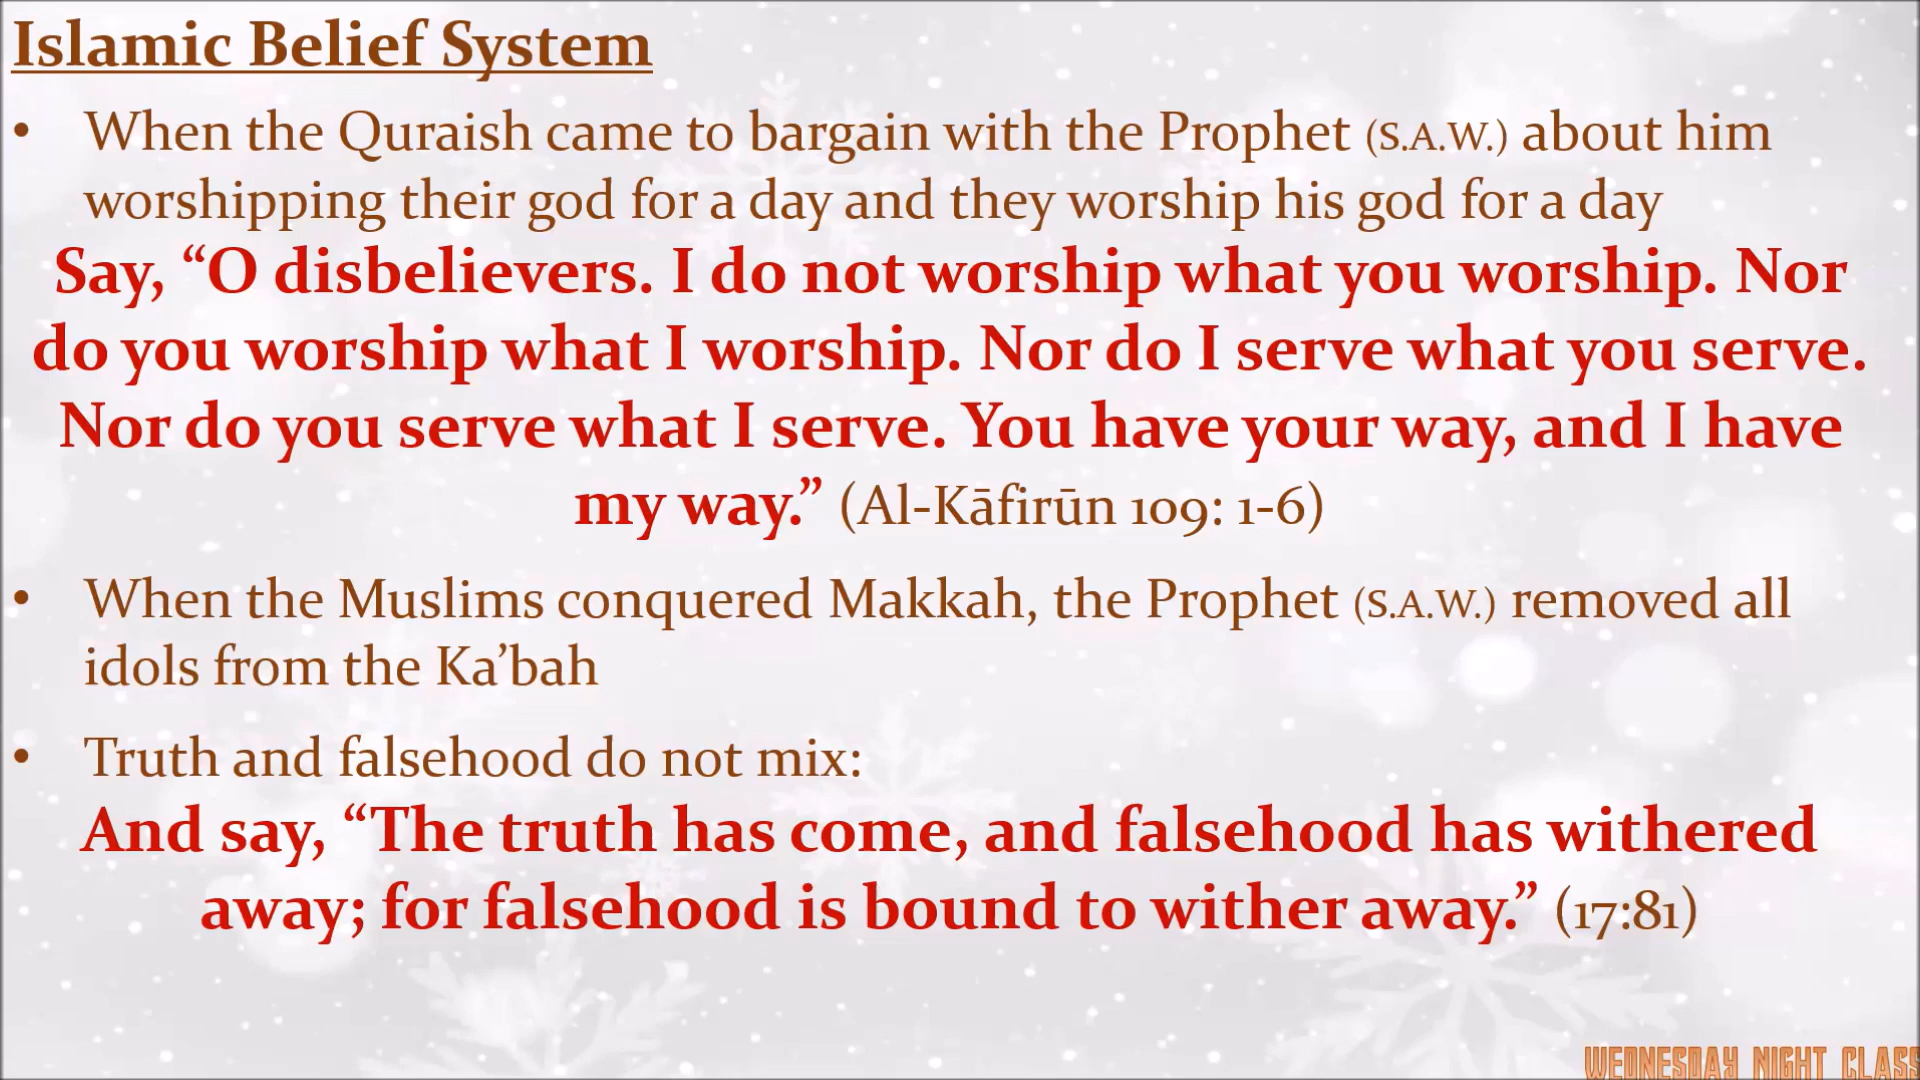 Islamic Belief System
• When the Quraish came to bargain with the Prophet (S.A.W.) about him
worshipping their god for a day and they worship his god for a day
Say, “O disbelievers. I do not worship what you worship. Nor
do you worship what I worship. Nor do I serve what you serve.
Nor do you serve what I serve. You have your way, and I have
my way.” (Al-Kāfirūn 109: 1-6)
• When the Muslims conquered Makkah, the Prophet (S.A.W.) removed all
idols from the Ka’bah
• Truth and falsehood do not mix:
And say, “The truth has come, and falsehood has withered
away; for falsehood is bound to wither away.” (17:81)
WEDNESDAY NIGHT CLASS